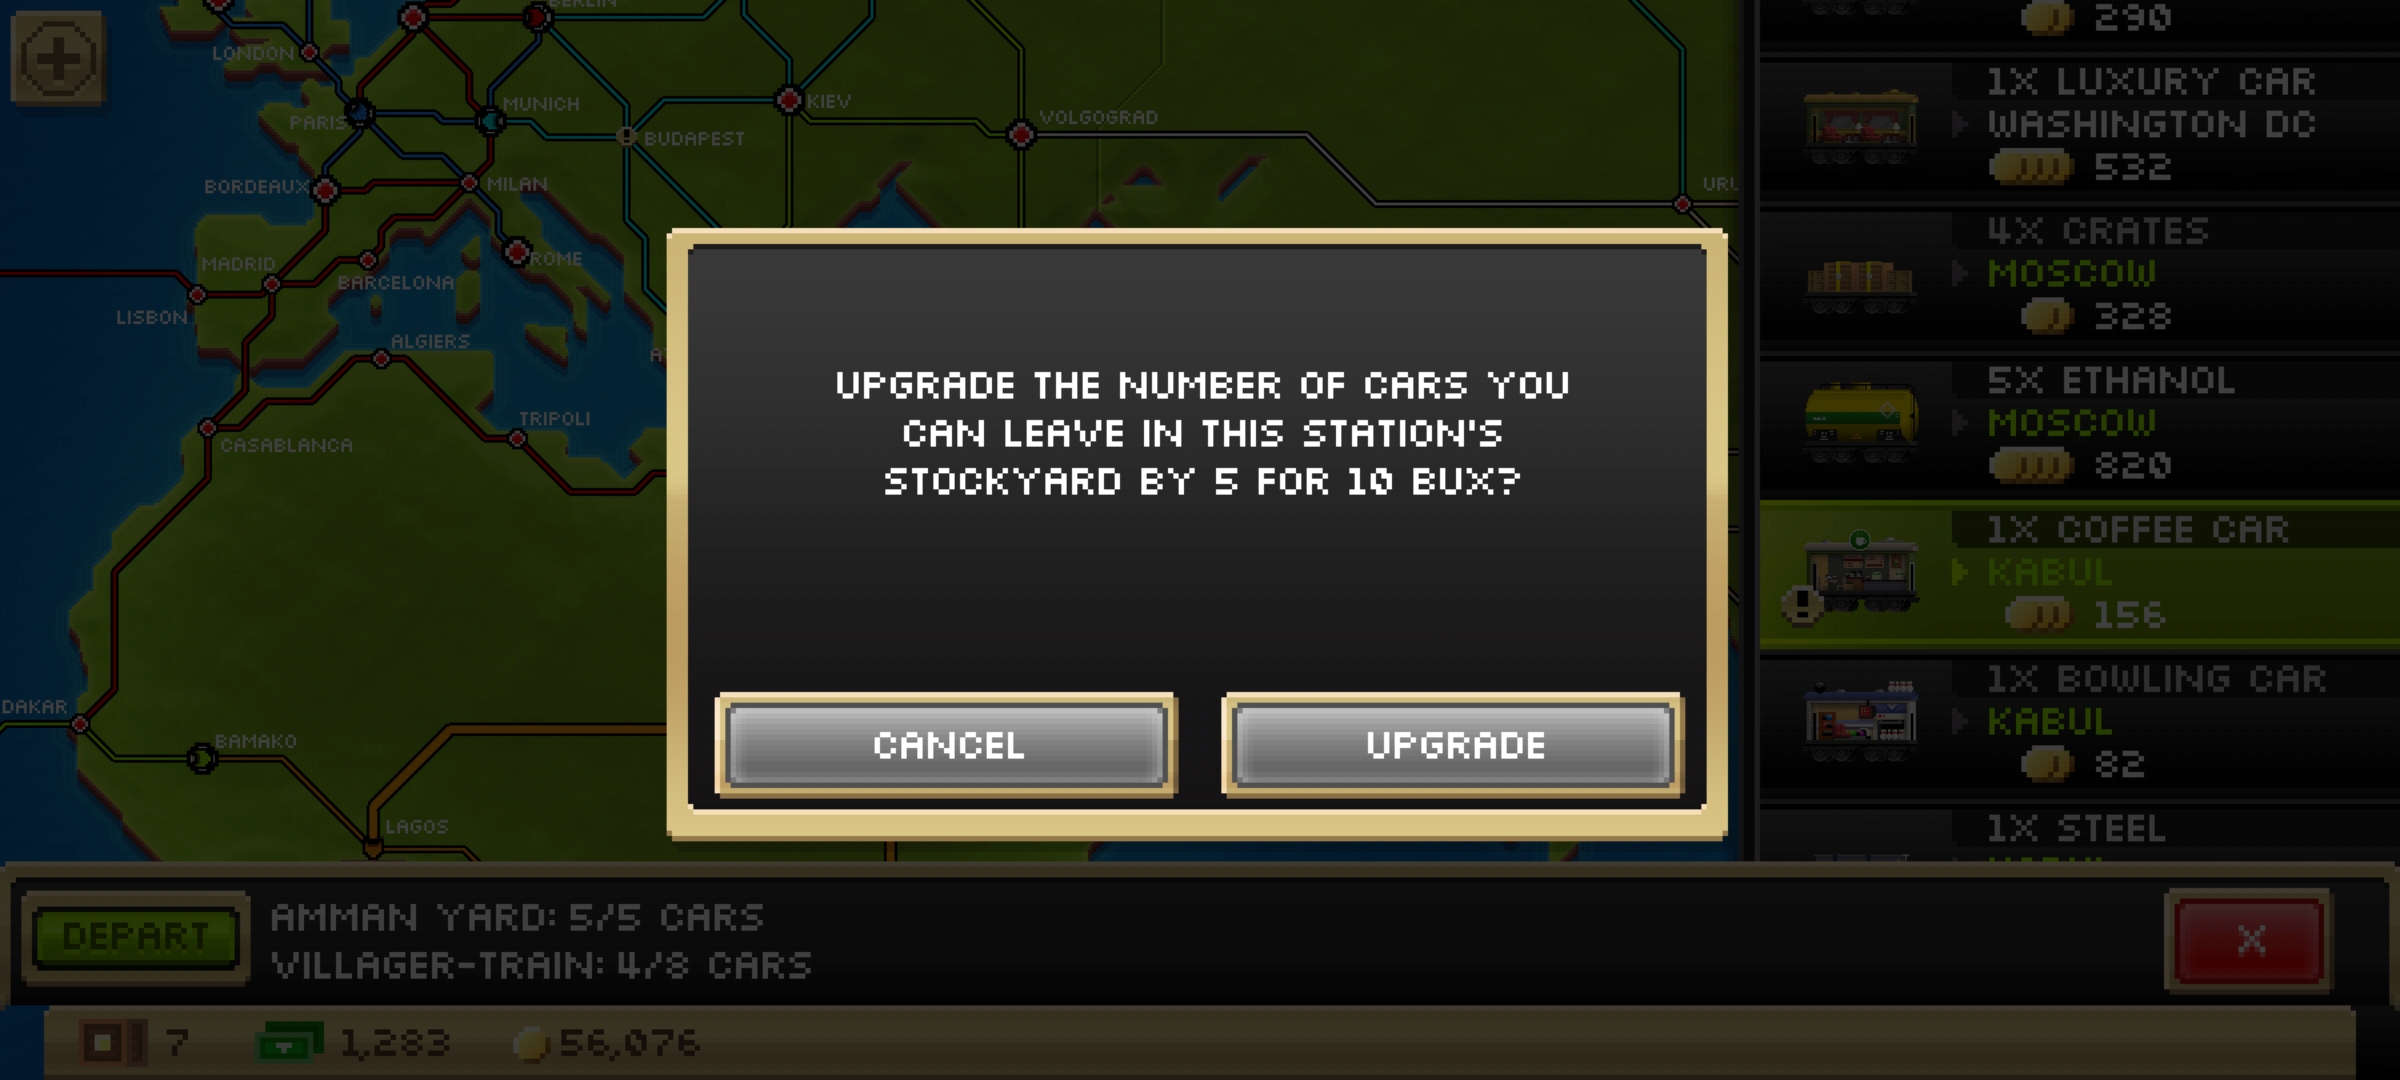 BERLIN
LONDON
PARIS
MUNICH
BUDAPEST
KIEV
VOLGOGRAD
BORDEAUX
MILAN
ROME
MADRID
BARCELONA
LISBON
ALGIERS
TRIPOLI
CASABLANCA
DAKAR
BAMAKO
LAGOS
URU
290
1X LUXURY CAR
WASHINGTON DC
532
4X CRATES
MOSCOW
328
5X ETHANOL
MOSCOW
820
1X COFFEE CAR
KABUL
156
1X BOWLING CAR
KABUL
82
1X STEEL
UPGRADE THE NUMBER OF CARS YOU
CAN LEAVE IN THIS STATION'S
STOCKYARD BY 5 FOR 10 BUX?
CANCEL
UPGRADE
DEPART
AMMAN YARD: 5/5 CARS
VILLAGER-TRAIN: 4/8 CARS
X
7
1,283
56,076